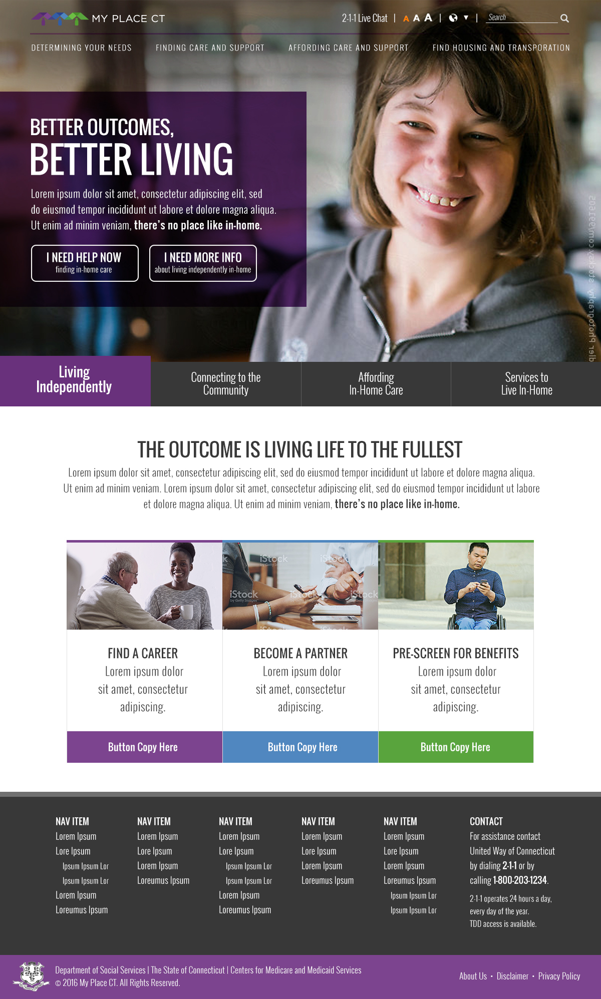 MY PLACE CT
2-1-1 Live Chat | A A A | ▼ | Search
DETERMINING YOUR NEEDS
FINDING CARE AND SUPPORT
AFFORDING CARE AND SUPPORT
FIND HOUSING AND TRANSPORATION
BETTER OUTCOMES,
BETTER LIVING
Lorem ipsum dolor sit amet, consectetur adipiscing elit, sed
do eiusmod tempor incididunt ut labore et dolore magna aliqua.
Ut enim ad minim veniam, there's no place like in-home.
I NEED HELP NOW
finding in-home care
I NEED MORE INFO
about living independently in-home
dler Photography stocksy.com/991605
Living
Independently
Connecting to the
Community
Affording
In-Home Care
Services to
Live In-Home
THE OUTCOME IS LIVING LIFE TO THE FULLEST
Lorem ipsum dolor sit amet, consectetur adipiscing elit, sed do eiusmod tempor incididunt ut labore et dolore magna aliqua.
Ut enim ad minim veniam. Lorem ipsum dolor sit amet, consectetur adipiscing elit, sed do eiusmod tempor incididunt ut labore
et dolore magna aliqua. Ut enim ad minim veniam, there's no place like in-home.
iStock
by Getty Images
iStock
iStock
by Getty Images
iStock
iStock
FIND A CAREER
Lorem ipsum dolor
sit amet, consectetur
adipiscing.
Button Copy Here
BECOME A PARTNER
Lorem ipsum dolor
sit amet, consectetur
adipiscing.
Button Copy Here
PRE-SCREEN FOR BENEFITS
Lorem ipsum dolor
sit amet, consectetur
adipiscing.
Button Copy Here
NAV ITEM
Lorem Ipsum
Lore Ipsum
Ipsum Ipsum Lor
Ipsum Ipsum Lor
Lorem Ipsum
Loreumus Ipsum
NAV ITEM
Lorem Ipsum
Lore Ipsum
Lorem Ipsum
Loreumus Ipsum
NAV ITEM
Lorem Ipsum
Lore Ipsum
Ipsum Ipsum Lor
Ipsum Ipsum Lor
Lorem Ipsum
Loreumus Ipsum
NAV ITEM
Lorem Ipsum
Lore Ipsum
Lorem Ipsum
Loreumus Ipsum
NAV ITEM
Lorem Ipsum
Lore Ipsum
Lorem Ipsum
Loreumus Ipsum
Ipsum Ipsum Lor
Ipsum Ipsum Lor
CONTACT
For assistance contact
United Way of Connecticut
by dialing 2-1-1 or by
calling 1-800-203-1234.
2-1-1 operates 24 hours a day,
every day of the year.
TDD access is available.
Department of Social Services | The State of Connecticut | Centers for Medicare and Medicaid Services
© 2016 My Place CT. All Rights Reserved.
About Us • Disclaimer • Privacy Policy